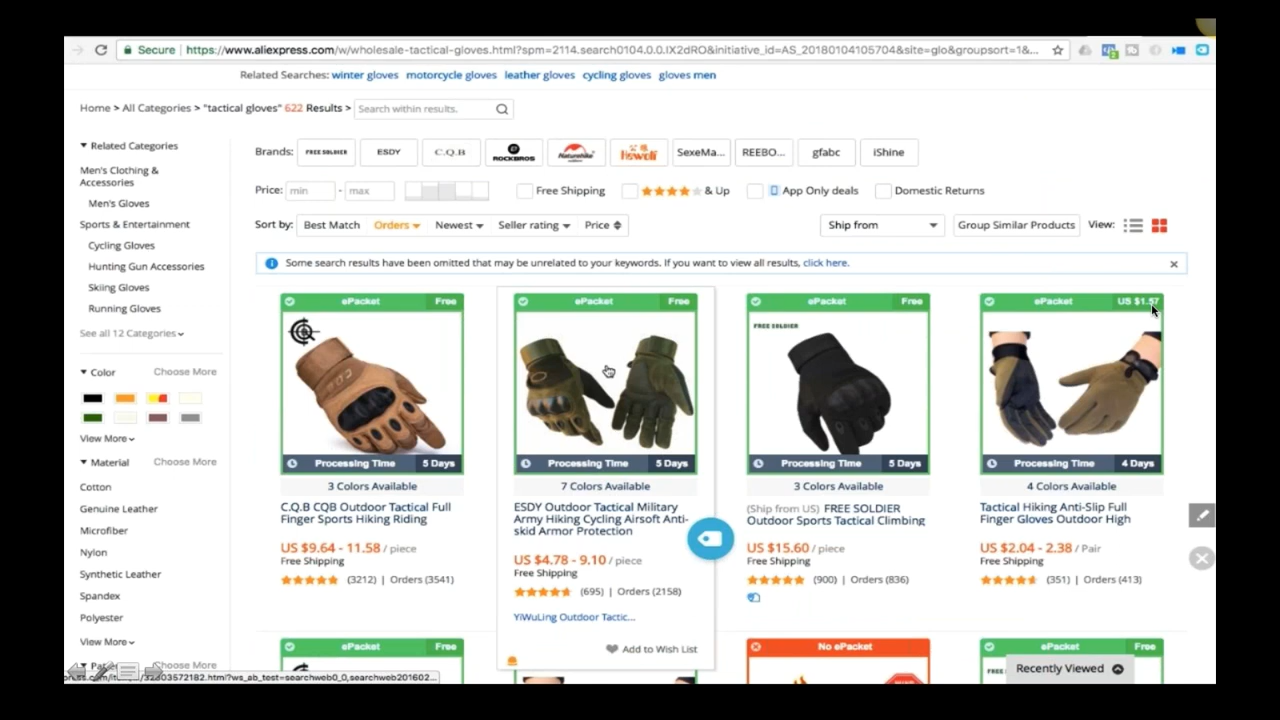 Secure https://www.aliexpress.com/w/wholesale-tactical-gloves.html?spm=2114.search0104.0.0.IX2dRO&initiative_id=AS_20180104105704&site=glo&groupsort=1&...
Related Searches: winter gloves motorcycle gloves leather gloves cycling gloves gloves men
Home > All Categories > "tactical gloves" 622 Results > Search within results.
Related Categories
Men's Clothing &
Accessories
Men's Gloves
Sports & Entertainment
Cycling Gloves
Hunting Gun Accessories
Skiing Gloves
Running Gloves
See all 12 Categories
Color Choose More
View More
Material Choose More
Cotton
Genuine Leather
Microfiber
Nylon
Synthetic Leather
Spandex
Polyester
View More
Choose More
Brands: FREE SOLDIER ESDY C.Q.B ROCKBROS Naturehike SexeMa... REEBO... gfabc iShine
Price: min - max Free Shipping & Up App Only deals Domestic Returns
Sort by: Best Match Orders Newest Seller rating Price Ship from Group Similar Products View:
Some search results have been omitted that may be unrelated to your keywords. If you want to view all results, click here.
ePacket Free
Processing Time 5 Days
3 Colors Available
C.Q.B CQB Outdoor Tactical Full
Finger Sports Hiking Riding
US $9.64 - 11.58 / piece
Free Shipping
(3212) | Orders (3541)
ePacket Free
Processing Time 5 Days
7 Colors Available
ESDY Outdoor Tactical Military
Army Hiking Cycling Airsoft Anti-
skid Armor Protection
US $4.78 - 9.10 / piece
Free Shipping
(695) | Orders (2158)
YiWuLing Outdoor Tactic...
Add to Wish List
ePacket Free
FREE SOLDIER
Processing Time 5 Days
3 Colors Available
(Ship from US) FREE SOLDIER
Outdoor Sports Tactical Climbing
US $15.60 / piece
Free Shipping
(900) | Orders (836)
ePacket US $1.57
Processing Time 4 Days
4 Colors Available
Tactical Hiking Anti-Slip Full
Finger Gloves Outdoor High
US $2.04 - 2.38 / Pair
Free Shipping
(351) | Orders (413)
ePacket Free
ePacket Free
No ePacket Free
ePacket Free
Recently Viewed